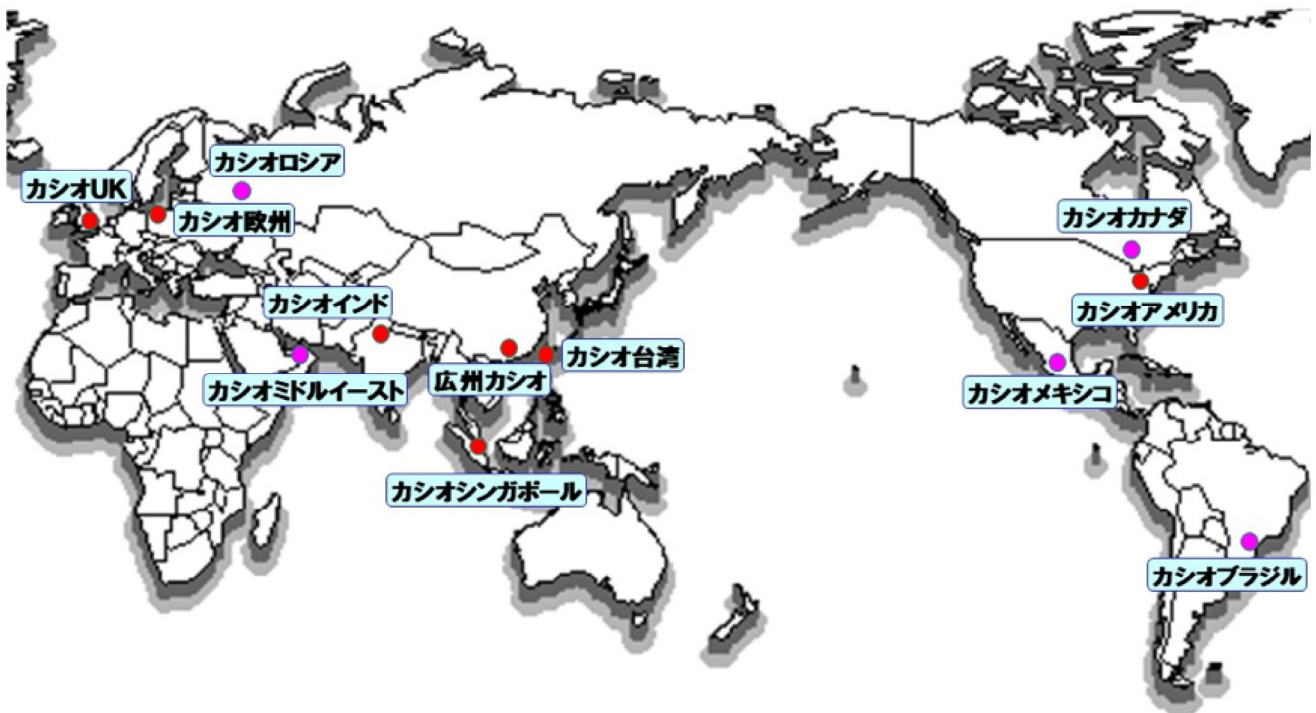 カシオロシア
カシオUK
カシオ欧州
カシオカナダ
カシオインド
カシオアメリカ
カシオ台湾
広州カシオ
カシオミドルイースト
カシオメキシコ
カシオシンガポール
カシオブラジル